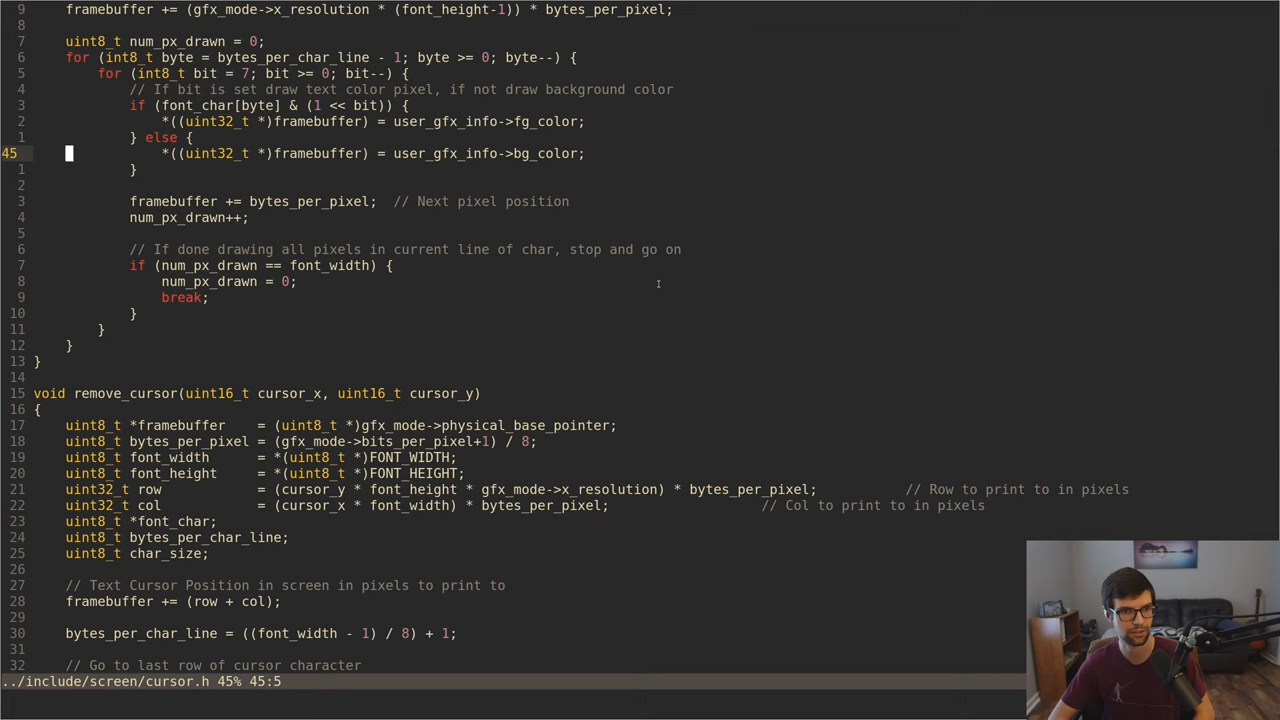 9 framebuffer += (gfx_mode->x_resolution * (font_height-1)) * bytes_per_pixel;
8
7 uint8_t num_px_drawn = 0;
6 for (int8_t byte = bytes_per_char_line - 1; byte >= 0; byte--) {
5 for (int8_t bit = 7; bit >= 0; bit--) {
4 // If bit is set draw text color pixel, if not draw background color
3 if (font_char[byte] & (1 << bit)) {
2 *((uint32_t *)framebuffer) = user_gfx_info->fg_color;
1 } else {
45 *((uint32_t *)framebuffer) = user_gfx_info->bg_color;
1 }
2
3 framebuffer += bytes_per_pixel; // Next pixel position
4 num_px_drawn++;
5
6 // If done drawing all pixels in current line of char, stop and go on
7 if (num_px_drawn == font_width) {
8 num_px_drawn = 0;
9 break;
10 }
11 }
12 }
13 }
14
15 void remove_cursor(uint16_t cursor_x, uint16_t cursor_y)
16 {
17 uint8_t *framebuffer = (uint8_t *)gfx_mode->physical_base_pointer;
18 uint8_t bytes_per_pixel = (gfx_mode->bits_per_pixel+1) / 8;
19 uint8_t font_width = *(uint8_t *)FONT_WIDTH;
20 uint8_t font_height = *(uint8_t *)FONT_HEIGHT;
21 uint32_t row = (cursor_y * font_height * gfx_mode->x_resolution) * bytes_per_pixel; // Row to print to in pixels
22 uint32_t col = (cursor_x * font_width) * bytes_per_pixel; // Col to print to in pixels
23 uint8_t *font_char;
24 uint8_t bytes_per_char_line;
25 uint8_t char_size;
26
27 // Text Cursor Position in screen in pixels to print to
28 framebuffer += (row + col);
29
30 bytes_per_char_line = ((font_width - 1) / 8) + 1;
31
32 // Go to last row of cursor character
../include/screen/cursor.h 45% 45:5